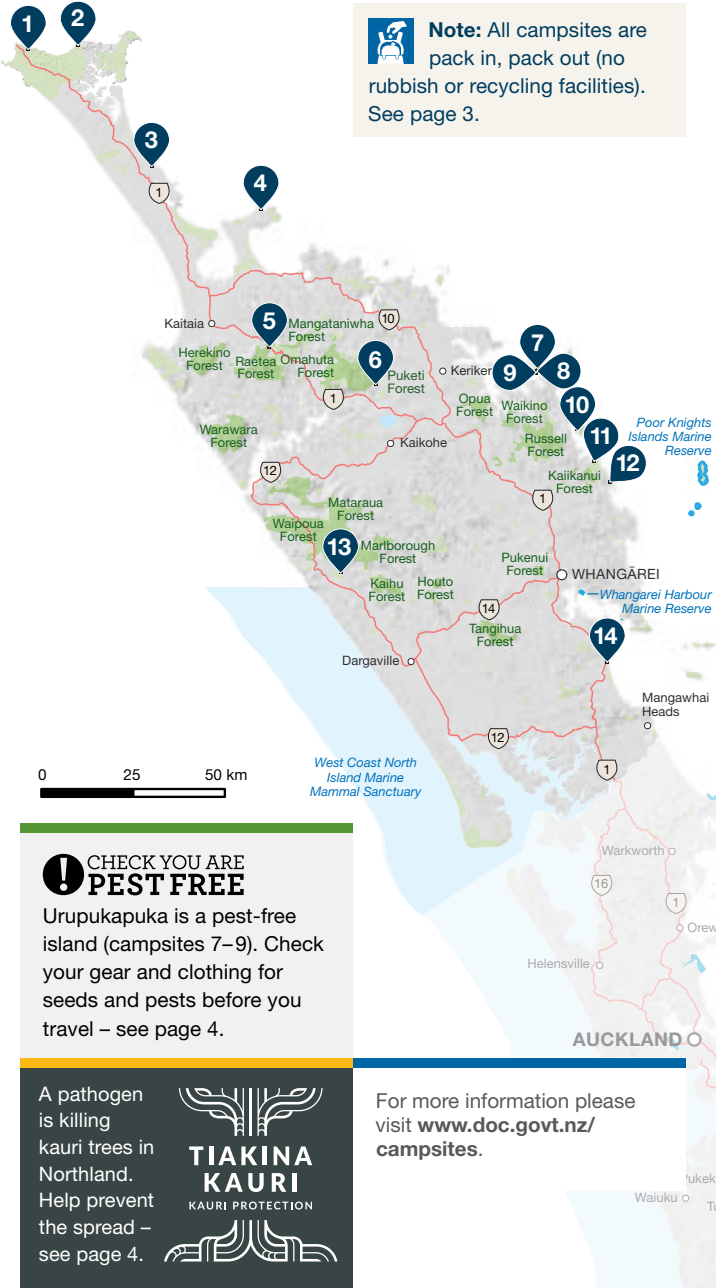 1
2
Note: All campsites are
pack in, pack out (no
rubbish or recycling facilities).
See page 3.
3
1
4
10
Kaitaia
5
Mangataniwha
Forest
Herekino
Forest
Raetea
Forest
Omahuta
Forest
6
Puketi
Forest
Keriker
7
9
8
1
Opua
Forest
Waikino
Forest
10
Russell
Forest
Poor Knights
Islands Marine
Reserve
11
12
Warawara
Forest
Kaikohe
Kaiikanui
Forest
12
1
Mataraua
Forest
Waipoua
Forest
13
Marlborough
Forest
Kaihu
Forest
Houto
Forest
Pukenui
Forest
WHANGĀREI
Whangarei Harbour
Marine Reserve
14
Tangihua
Forest
14
Dargaville
Mangawhai
Heads
12
West Coast North
Island Marine
Mammal Sanctuary
1
0 25 50 km
Warkworth
16
1
Orew
Helensville
AUCKLAND
! CHECK YOU ARE
PEST FREE
Urupukapuka is a pest-free
island (campsites 7–9). Check
your gear and clothing for
seeds and pests before you
travel – see page 4.
A pathogen
is killing
kauri trees in
Northland.
Help prevent
the spread –
see page 4.
TIAKINA
KAURI
KAURI PROTECTION
For more information please
visit www.doc.govt.nz/
campsites.
Pukek
Waiuku
Tu